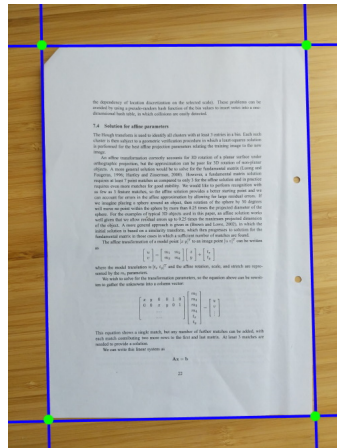 the dependency of location discretization on the selected scale). These problems can be
avoided by using a pseudo-random hash function of the bin values to insert votes into a one-
dimensional hash table, in which collisions are easily detected.
7.4 Solution for affine parameters
The Hough transform is used to identify all clusters with at least 3 entries in a bin. Each such
cluster is then subject to a geometric verification procedure in which a least-squares solution
is performed for the best affine projection parameters relating the training image to the new
image.
An affine transformation correctly accounts for 3D rotation of a planar surface under
orthographic projection, but the approximation can be poor for 3D rotation of non-planar
objects. A more general solution would be to solve for the fundamental matrix (Luong and
Faugeras, 1996; Hartley and Zisserman, 2000). However, a fundamental matrix solution
requires at least 7 point matches as compared to only 3 for the affine solution and in practice
requires even more matches for good stability. We would like to perform recognition with
as few as 3 feature matches, so the affine solution provides a better starting point and we
can account for errors in the affine approximation by allowing for large residual errors. If
we imagine placing a sphere around an object, then rotation of the sphere by 30 degrees
will move no point within the sphere by more than 0.25 times the projected diameter of the
sphere. For the examples of typical 3D objects used in this paper, an affine solution works
well given that we allow residual errors up to 0.25 times the maximum projected dimension
of the object. A more general approach is given in (Brown and Lowe, 2002), in which the
initial solution is based on a similarity transform, which then progresses to solution for the
fundamental matrix in those cases in which a sufficient number of matches are found.
The affine transformation of a model point [x y]ᵀ to an image point [u v]ᵀ can be written
as
where the model translation is [tx ty]ᵀ and the affine rotation, scale, and stretch are repre-
sented by the mi parameters.
We wish to solve for the transformation parameters, so the equation above can be rewrit-
ten to gather the unknowns into a column vector:
This equation shows a single match, but any number of further matches can be added, with
each match contributing two more rows to the first and last matrix. At least 3 matches are
needed to provide a solution.
We can write this linear system as
Ax = b
22